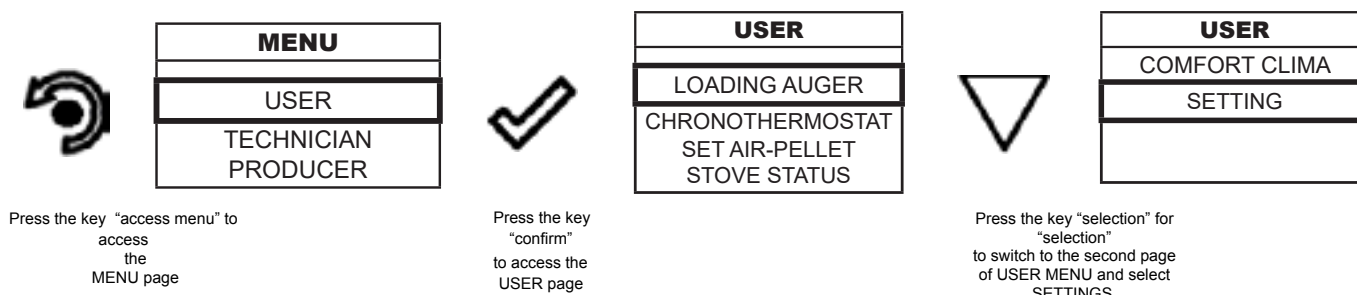 MENU
USER
TECHNICIAN
PRODUCER
Press the key “access menu” to
access
the
MENU page
USER
LOADING AUGER
CHRONOTHERMOSTAT
SET AIR-PELLET
STOVE STATUS
Press the key
“confirm”
to access the
USER page
USER
COMFORT CLIMA
SETTING
Press the key “selection” for
“selection”
to switch to the second page
of USER MENU and select
SETTINGS